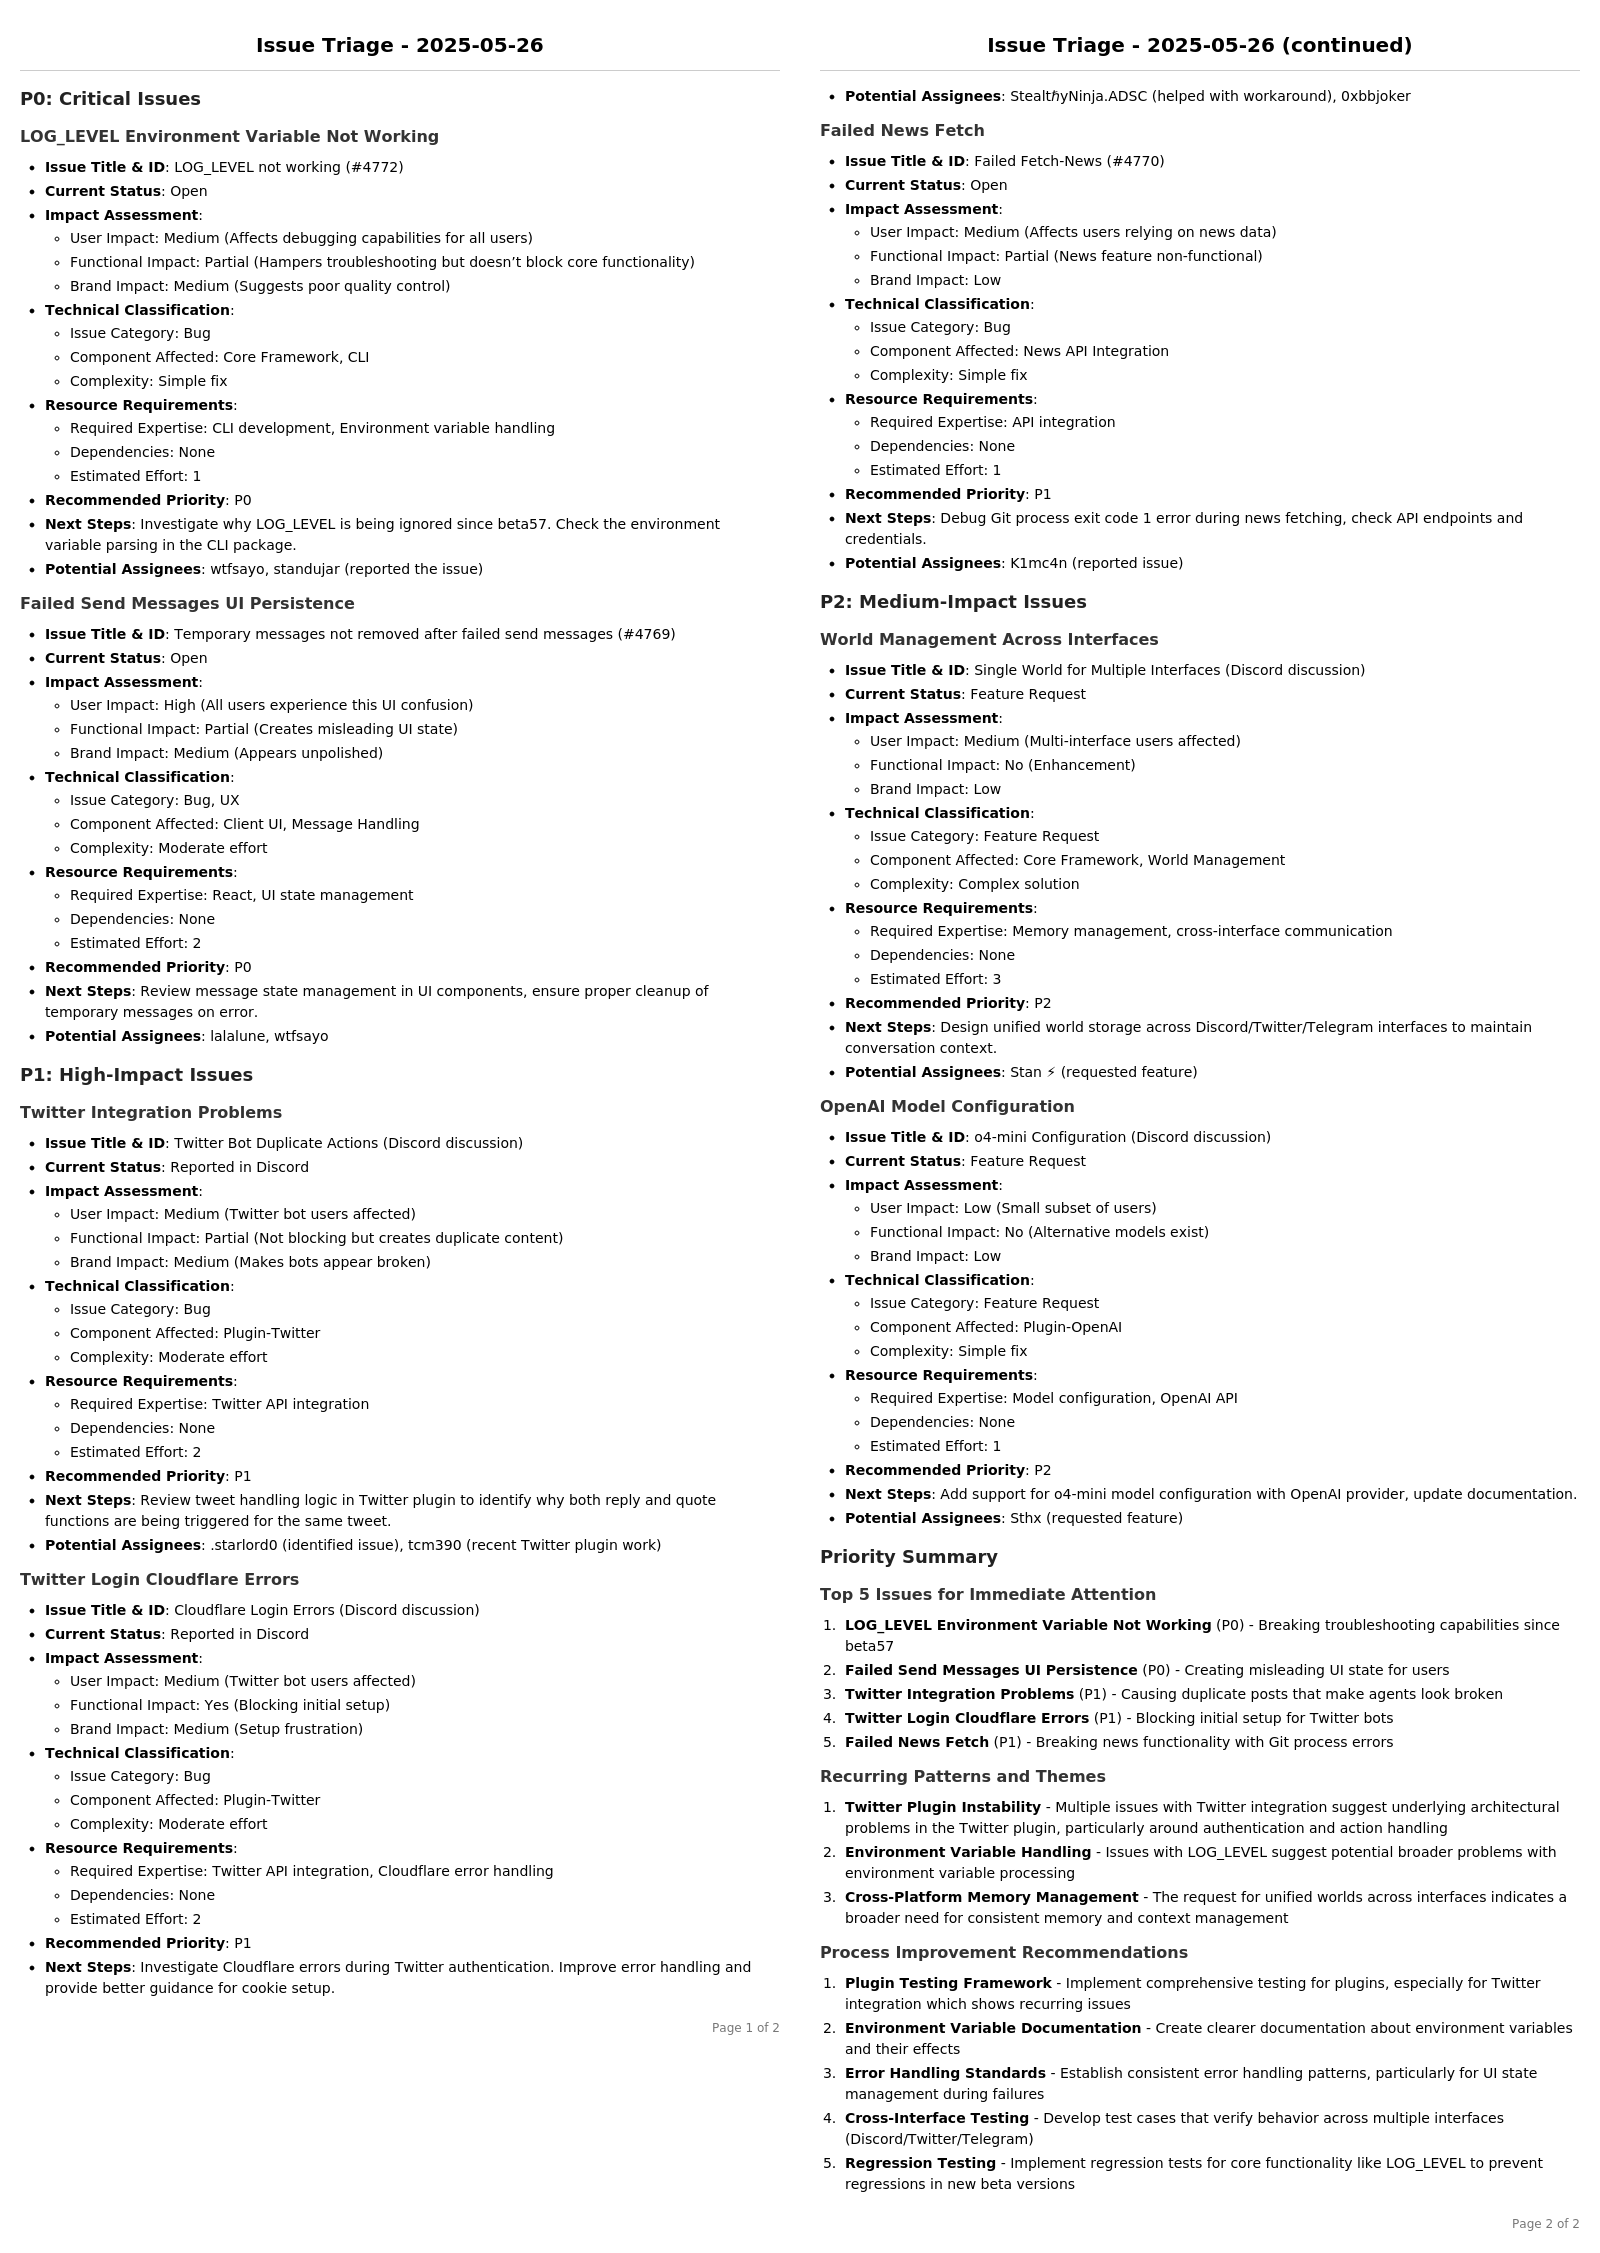 Issue Triage - 2025-05-26
P0: Critical Issues
LOG_LEVEL Environment Variable Not Working
• Issue Title & ID: LOG_LEVEL not working (#4772)
• Current Status: Open
• Impact Assessment:
◦ User Impact: Medium (Affects debugging capabilities for all users)
◦ Functional Impact: Partial (Hampers troubleshooting but doesn’t block core functionality)
◦ Brand Impact: Medium (Suggests poor quality control)
• Technical Classification:
◦ Issue Category: Bug
◦ Component Affected: Core Framework, CLI
◦ Complexity: Simple fix
• Resource Requirements:
◦ Required Expertise: CLI development, Environment variable handling
◦ Dependencies: None
◦ Estimated Effort: 1
• Recommended Priority: P0
• Next Steps: Investigate why LOG_LEVEL is being ignored since beta57. Check the environment
variable parsing in the CLI package.
• Potential Assignees: wtfsayo, standujar (reported the issue)
Failed Send Messages UI Persistence
• Issue Title & ID: Temporary messages not removed after failed send messages (#4769)
• Current Status: Open
• Impact Assessment:
◦ User Impact: High (All users experience this UI confusion)
◦ Functional Impact: Partial (Creates misleading UI state)
◦ Brand Impact: Medium (Appears unpolished)
• Technical Classification:
◦ Issue Category: Bug, UX
◦ Component Affected: Client UI, Message Handling
◦ Complexity: Moderate effort
• Resource Requirements:
◦ Required Expertise: React, UI state management
◦ Dependencies: None
◦ Estimated Effort: 2
• Recommended Priority: P0
• Next Steps: Review message state management in UI components, ensure proper cleanup of
temporary messages on error.
• Potential Assignees: lalalune, wtfsayo
P1: High-Impact Issues
Twitter Integration Problems
• Issue Title & ID: Twitter Bot Duplicate Actions (Discord discussion)
• Current Status: Reported in Discord
• Impact Assessment:
◦ User Impact: Medium (Twitter bot users affected)
◦ Functional Impact: Partial (Not blocking but creates duplicate content)
◦ Brand Impact: Medium (Makes bots appear broken)
• Technical Classification:
◦ Issue Category: Bug
◦ Component Affected: Plugin-Twitter
◦ Complexity: Moderate effort
• Resource Requirements:
◦ Required Expertise: Twitter API integration
◦ Dependencies: None
◦ Estimated Effort: 2
• Recommended Priority: P1
• Next Steps: Review tweet handling logic in Twitter plugin to identify why both reply and quote
functions are being triggered for the same tweet.
• Potential Assignees: .starlord0 (identified issue), tcm390 (recent Twitter plugin work)
Twitter Login Cloudflare Errors
• Issue Title & ID: Cloudflare Login Errors (Discord discussion)
• Current Status: Reported in Discord
• Impact Assessment:
◦ User Impact: Medium (Twitter bot users affected)
◦ Functional Impact: Yes (Blocking initial setup)
◦ Brand Impact: Medium (Setup frustration)
• Technical Classification:
◦ Issue Category: Bug
◦ Component Affected: Plugin-Twitter
◦ Complexity: Moderate effort
• Resource Requirements:
◦ Required Expertise: Twitter API integration, Cloudflare error handling
◦ Dependencies: None
◦ Estimated Effort: 2
• Recommended Priority: P1
• Next Steps: Investigate Cloudflare errors during Twitter authentication. Improve error handling and
provide better guidance for cookie setup.
Page 1 of 2
Issue Triage - 2025-05-26 (continued)
• Potential Assignees: StealtℏyNinja.ADSC (helped with workaround), 0xbbjoker
Failed News Fetch
• Issue Title & ID: Failed Fetch-News (#4770)
• Current Status: Open
• Impact Assessment:
◦ User Impact: Medium (Affects users relying on news data)
◦ Functional Impact: Partial (News feature non-functional)
◦ Brand Impact: Low
• Technical Classification:
◦ Issue Category: Bug
◦ Component Affected: News API Integration
◦ Complexity: Simple fix
• Resource Requirements:
◦ Required Expertise: API integration
◦ Dependencies: None
◦ Estimated Effort: 1
• Recommended Priority: P1
• Next Steps: Debug Git process exit code 1 error during news fetching, check API endpoints and
credentials.
• Potential Assignees: K1mc4n (reported issue)
P2: Medium-Impact Issues
World Management Across Interfaces
• Issue Title & ID: Single World for Multiple Interfaces (Discord discussion)
• Current Status: Feature Request
• Impact Assessment:
◦ User Impact: Medium (Multi-interface users affected)
◦ Functional Impact: No (Enhancement)
◦ Brand Impact: Low
• Technical Classification:
◦ Issue Category: Feature Request
◦ Component Affected: Core Framework, World Management
◦ Complexity: Complex solution
• Resource Requirements:
◦ Required Expertise: Memory management, cross-interface communication
◦ Dependencies: None
◦ Estimated Effort: 3
• Recommended Priority: P2
• Next Steps: Design unified world storage across Discord/Twitter/Telegram interfaces to maintain
conversation context.
• Potential Assignees: Stan ⚡ (requested feature)
OpenAI Model Configuration
• Issue Title & ID: o4-mini Configuration (Discord discussion)
• Current Status: Feature Request
• Impact Assessment:
◦ User Impact: Low (Small subset of users)
◦ Functional Impact: No (Alternative models exist)
◦ Brand Impact: Low
• Technical Classification:
◦ Issue Category: Feature Request
◦ Component Affected: Plugin-OpenAI
◦ Complexity: Simple fix
• Resource Requirements:
◦ Required Expertise: Model configuration, OpenAI API
◦ Dependencies: None
◦ Estimated Effort: 1
• Recommended Priority: P2
• Next Steps: Add support for o4-mini model configuration with OpenAI provider, update documentation.
• Potential Assignees: Sthx (requested feature)
Priority Summary
Top 5 Issues for Immediate Attention
1. LOG_LEVEL Environment Variable Not Working (P0) - Breaking troubleshooting capabilities since
beta57
2. Failed Send Messages UI Persistence (P0) - Creating misleading UI state for users
3. Twitter Integration Problems (P1) - Causing duplicate posts that make agents look broken
4. Twitter Login Cloudflare Errors (P1) - Blocking initial setup for Twitter bots
5. Failed News Fetch (P1) - Breaking news functionality with Git process errors
Recurring Patterns and Themes
1. Twitter Plugin Instability - Multiple issues with Twitter integration suggest underlying architectural
problems in the Twitter plugin, particularly around authentication and action handling
2. Environment Variable Handling - Issues with LOG_LEVEL suggest potential broader problems with
environment variable processing
3. Cross-Platform Memory Management - The request for unified worlds across interfaces indicates a
broader need for consistent memory and context management
Process Improvement Recommendations
1. Plugin Testing Framework - Implement comprehensive testing for plugins, especially for Twitter
integration which shows recurring issues
2. Environment Variable Documentation - Create clearer documentation about environment variables
and their effects
3. Error Handling Standards - Establish consistent error handling patterns, particularly for UI state
management during failures
4. Cross-Interface Testing - Develop test cases that verify behavior across multiple interfaces
(Discord/Twitter/Telegram)
5. Regression Testing - Implement regression tests for core functionality like LOG_LEVEL to prevent
regressions in new beta versions
Page 2 of 2